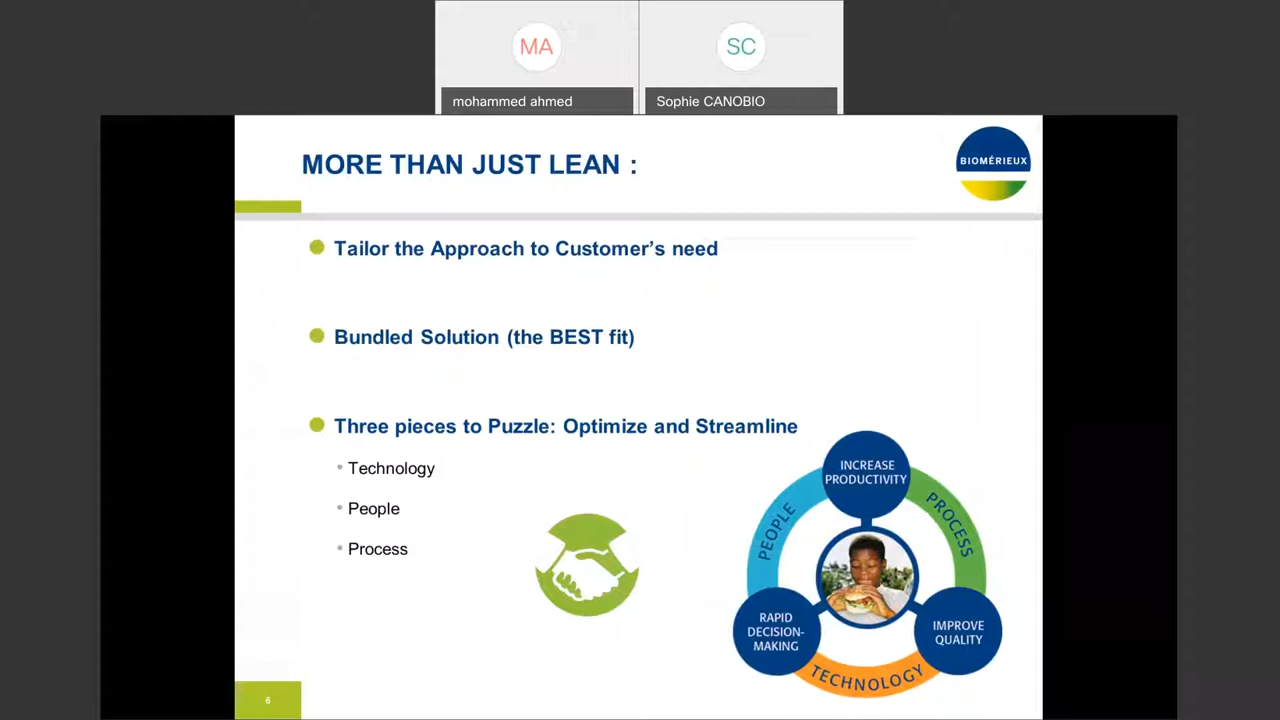 MA
SC
mohammed ahmed
Sophie CANOBIO
MORE THAN JUST LEAN :
BIOMÉRIEUX
Tailor the Approach to Customer’s need
Bundled Solution (the BEST fit)
Three pieces to Puzzle: Optimize and Streamline
Technology
People
Process
INCREASE
PRODUCTIVITY
PEOPLE
PROCESS
RAPID
DECISION-
MAKING
IMPROVE
QUALITY
TECHNOLOGY
6